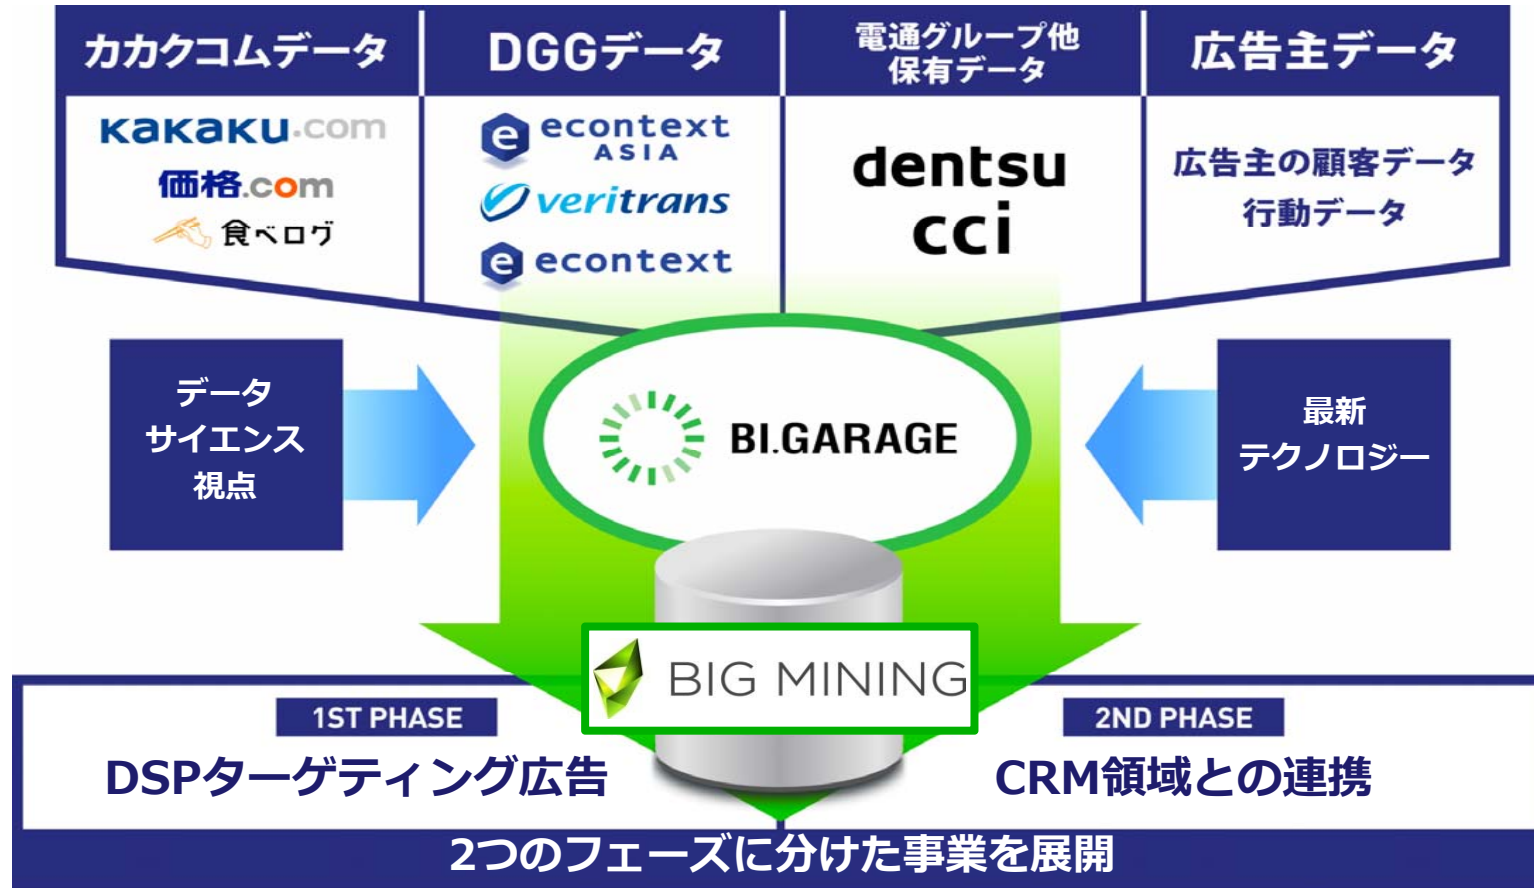 カカクコムデータ
kakaku.com
価格.com
食べログ
DGGデータ
econtext
ASIA
veritrans
econtext
電通グループ他
保有データ
dentsu
cci
広告主データ
広告主の顧客データ
行動データ
データ
サイエンス
視点
BI.GARAGE
最新
テクノロジー
BIG MINING
1ST PHASE
DSPターゲティング広告
2ND PHASE
CRM領域との連携
2つのフェーズに分けた事業を展開